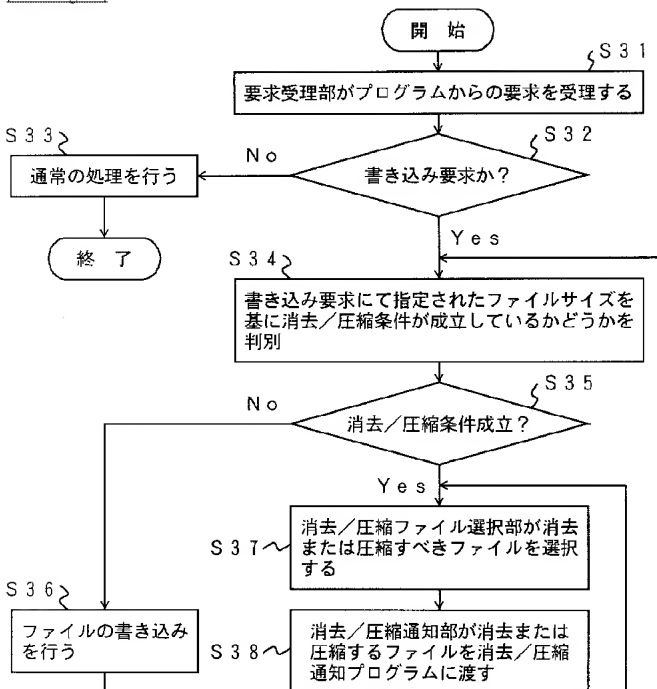 開 始
S31
要求受理部がプログラムからの要求を受理する
S32
書き込み要求か?
No
S33
通常の処理を行う
終 了
Yes
S34
書き込み要求にて指定されたファイルサイズを
基に消去/圧縮条件が成立しているかどうかを
判別
S35
消去/圧縮条件成立?
No
Yes
S37
消去/圧縮ファイル選択部が消去
または圧縮すべきファイルを選択
する
S36
ファイルの書き込み
を行う
S38
消去/圧縮通知部が消去または
圧縮するファイルを消去/圧縮
通知プログラムに渡す